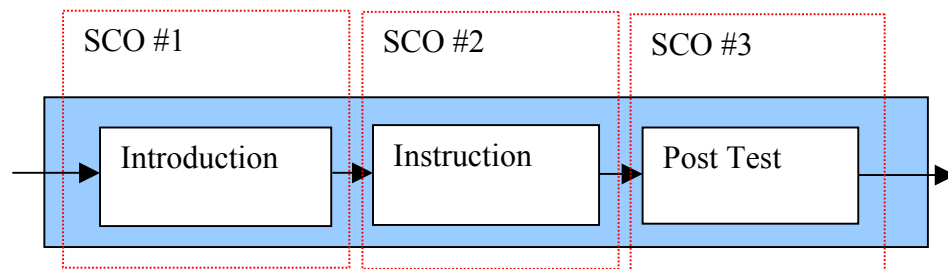 SCO #1
SCO #2
SCO #3
Introduction
Instruction
Post Test